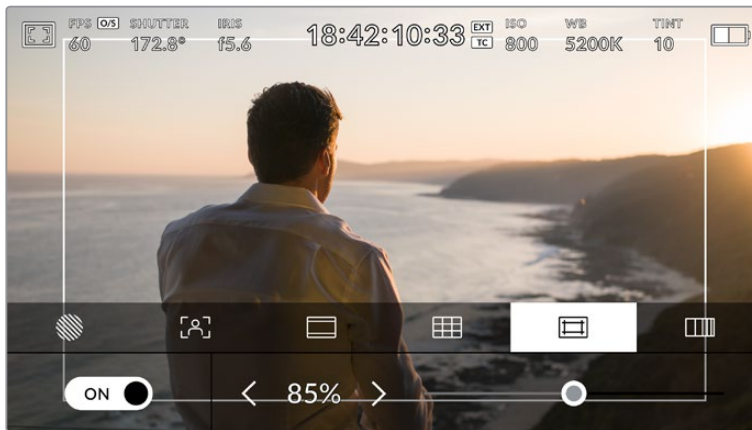 FPS O/S SHUTTER IRIS 18:42:10:33 EXT ISO WB TINT
60 172.8° f5.6 TC 800 5200K 10
ON 85%